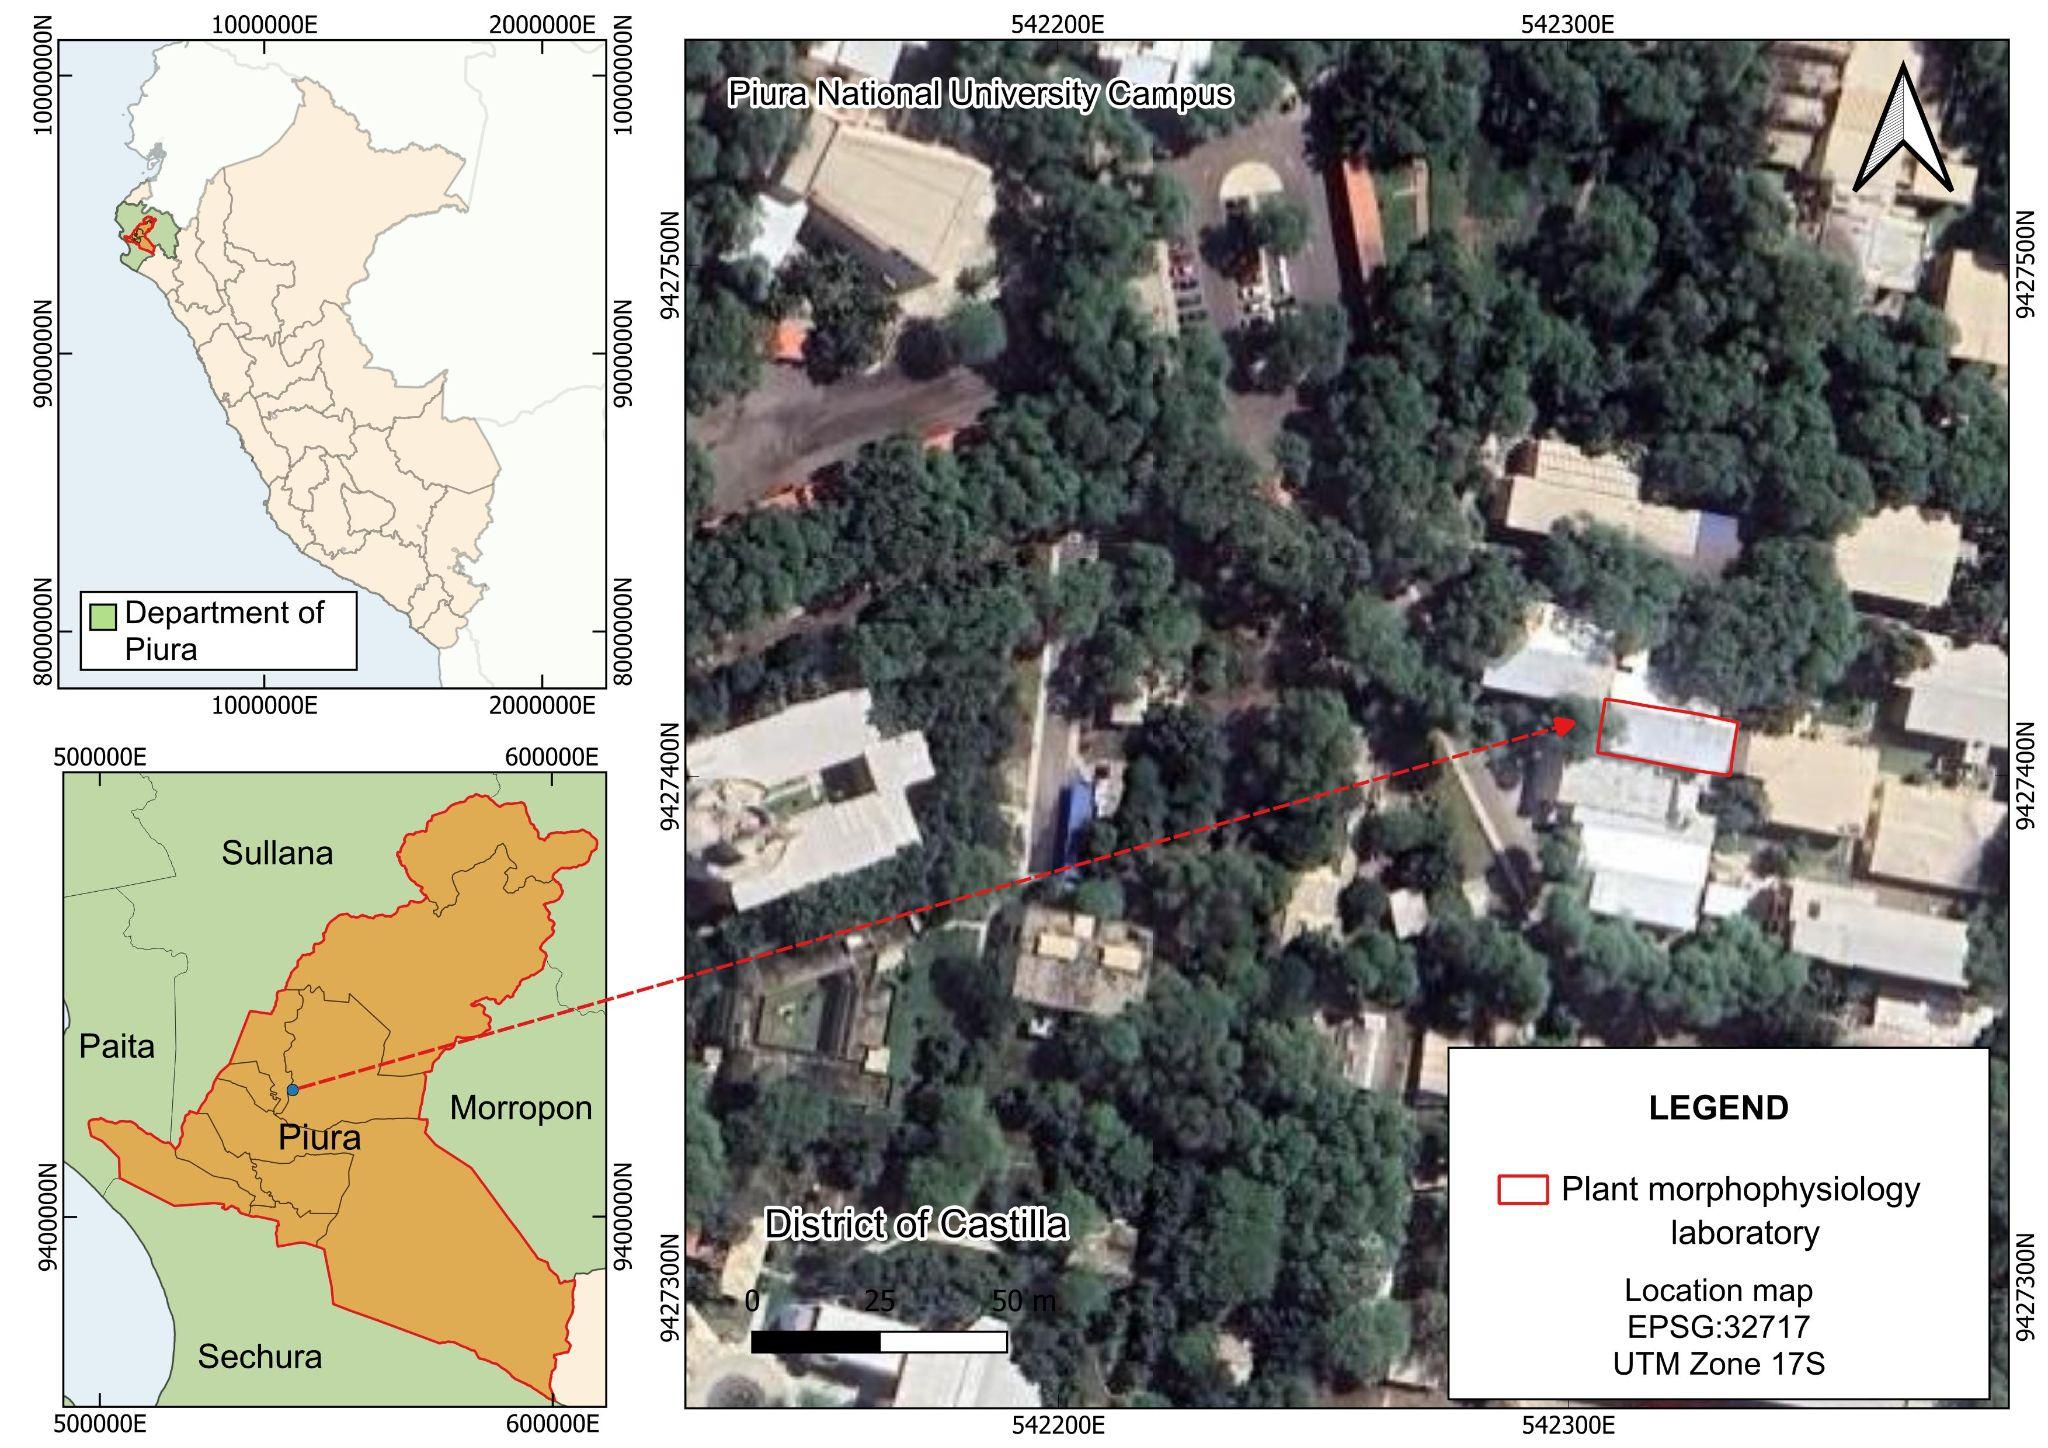 1000000E 2000000E
10000000N 10000000N
9000000N 9000000N
8000000N 8000000N
Department of
Piura
1000000E 2000000E
500000E 600000E
Sullana
Paita
Morropon
Piura
9400000N 9400000N
Sechura
500000E 600000E
542200E 542300E
Piura National University Campus
9427500N 9427500N
9427400N 9427400N
9427300N 9427300N
District of Castilla
0 25 50 m
LEGEND
Plant morphophysiology
laboratory
Location map
EPSG:32717
UTM Zone 17S
542200E 542300E